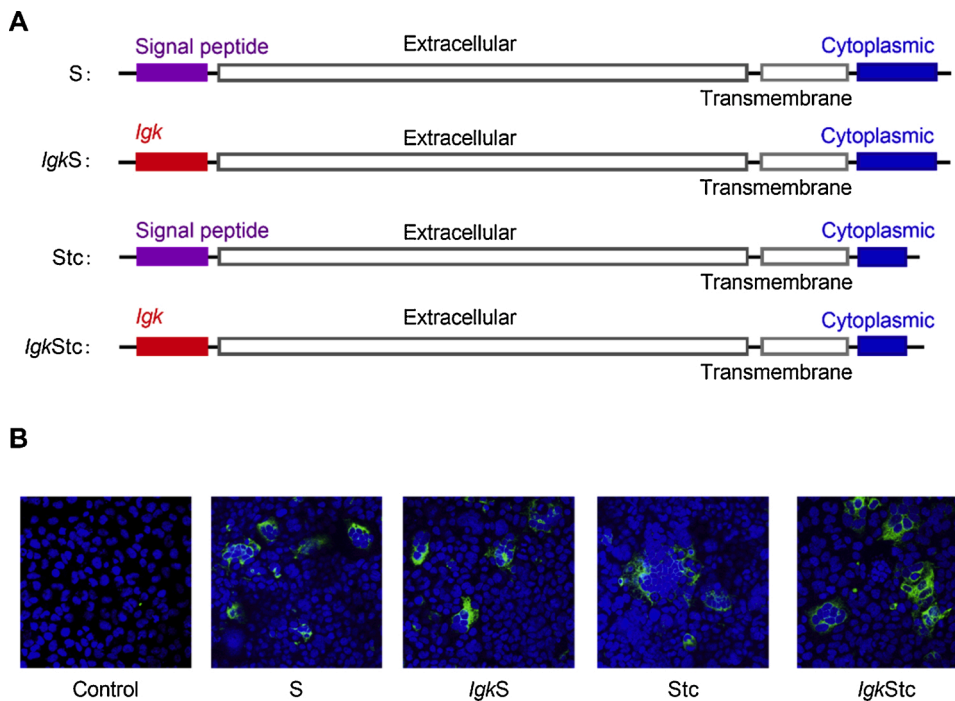 A
Signal peptide Extracellular Cytoplasmic
S:
Transmembrane
Igk Extracellular Cytoplasmic
IgkS:
Transmembrane
Signal peptide Extracellular Cytoplasmic
Stc:
Transmembrane
Igk Extracellular Cytoplasmic
IgkStc:
Transmembrane
B
Control S IgkS Stc IgkStc